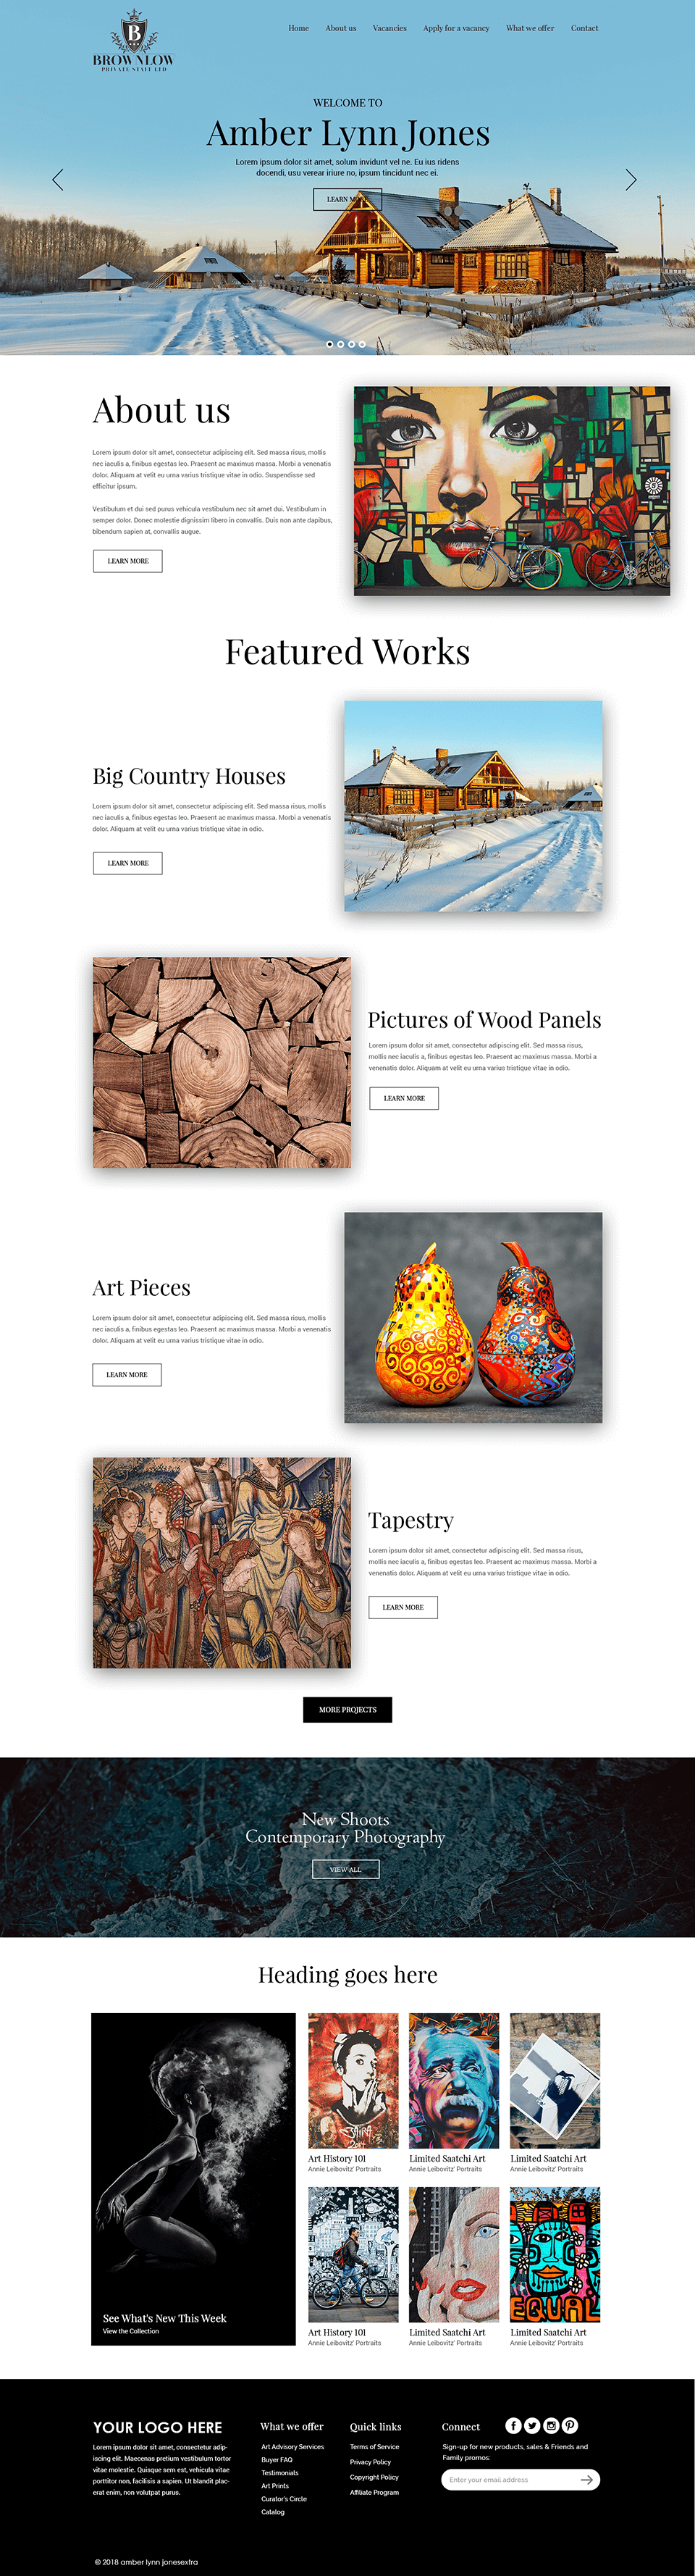 B
BROWNLOW
PRIVATE STAFF LTD
Home About us Vacancies Apply for a vacancy What we offer Contact
WELCOME TO
Amber Lynn Jones
Lorem ipsum dolor sit amet, solum invidunt vel ne. Eu ius ridens
docendi, usu verear iriure no, ipsum tincidunt nec ei.
LEARN MORE
About us
Lorem ipsum dolor sit amet, consectetur adipiscing elit. Sed massa risus, mollis
nec iaculis a, finibus egestas leo. Praesent ac maximus massa. Morbi a venenatis
dolor. Aliquam at velit eu urna varius tristique vitae in odio. Suspendisse sed
efficitur ipsum.
Vestibulum et dui sed purus vehicula vestibulum nec sit amet dui. Vestibulum in
semper dolor. Donec molestie dignissim libero in convallis. Duis non ante dapibus,
bibendum sapien at, convallis augue.
LEARN MORE
Featured Works
Big Country Houses
Lorem ipsum dolor sit amet, consectetur adipiscing elit. Sed massa risus, mollis
nec iaculis a, finibus egestas leo. Praesent ac maximus massa. Morbi a venenatis
dolor. Aliquam at velit eu urna varius tristique vitae in odio.
LEARN MORE
Pictures of Wood Panels
Lorem ipsum dolor sit amet, consectetur adipiscing elit. Sed massa risus,
mollis nec iaculis a, finibus egestas leo. Praesent ac maximus massa. Morbi a
venenatis dolor. Aliquam at velit eu urna varius tristique vitae in odio.
LEARN MORE
Art Pieces
Lorem ipsum dolor sit amet, consectetur adipiscing elit. Sed massa risus, mollis
nec iaculis a, finibus egestas leo. Praesent ac maximus massa. Morbi a venenatis
dolor. Aliquam at velit eu urna varius tristique vitae in odio.
LEARN MORE
Tapestry
Lorem ipsum dolor sit amet, consectetur adipiscing elit. Sed massa risus,
mollis nec iaculis a, finibus egestas leo. Praesent ac maximus massa. Morbi a
venenatis dolor. Aliquam at velit eu urna varius tristique vitae in odio.
LEARN MORE
MORE PROJECTS
New Shoots
Contemporary Photography
VIEW ALL
Heading goes here
See What's New This Week
View the Collection
Art History 101
Annie Leibovitz' Portraits
Limited Saatchi Art
Annie Leibovitz' Portraits
Limited Saatchi Art
Annie Leibovitz' Portraits
EQUAL
Art History 101
Annie Leibovitz' Portraits
Limited Saatchi Art
Annie Leibovitz' Portraits
Limited Saatchi Art
Annie Leibovitz' Portraits
YOUR LOGO HERE
Lorem ipsum dolor sit amet, consectetur adip-
iscing elit. Maecenas pretium vestibulum tortor
vitae molestie. Quisque sem est, vehicula vitae
porttitor non, facilisis a sapien. Ut blandit plac-
erat enim, non volutpat purus.
What we offer
Art Advisory Services
Buyer FAQ
Testimonials
Art Prints
Curator's Circle
Catalog
Quick links
Terms of Service
Privacy Policy
Copyright Policy
Affiliate Program
Connect
Sign-up for new products, sales & Friends and
Family promos:
Enter your email address
© 2018 amber lynn jonesexfra